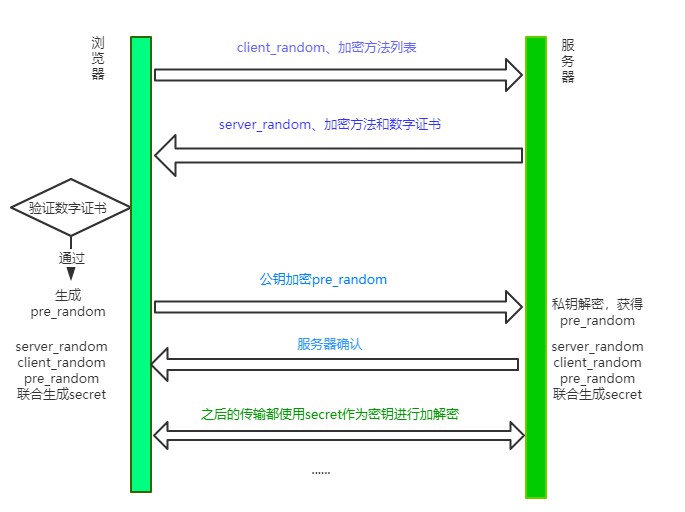 浏
览
器
服
务
器
client_random、加密方法列表
server_random、加密方法和数字证书
验证数字证书
通过
生成
pre_random
公钥加密pre_random
私钥解密，获得
pre_random
服务器确认
server_random
client_random
pre_random
联合生成secret
server_random
client_random
pre_random
联合生成secret
之后的传输都使用secret作为密钥进行加解密
......